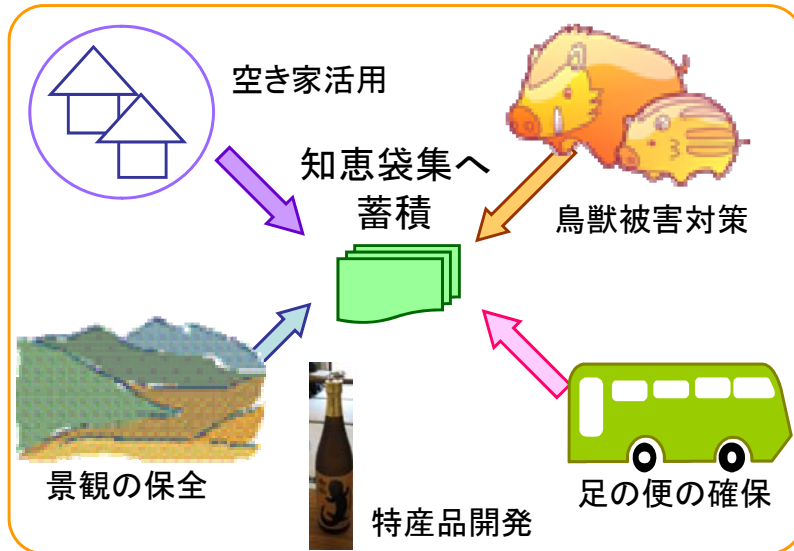 空き家活用
知恵袋集へ
蓄積
鳥獣被害対策
景観の保全
特産品開発
足の便の確保